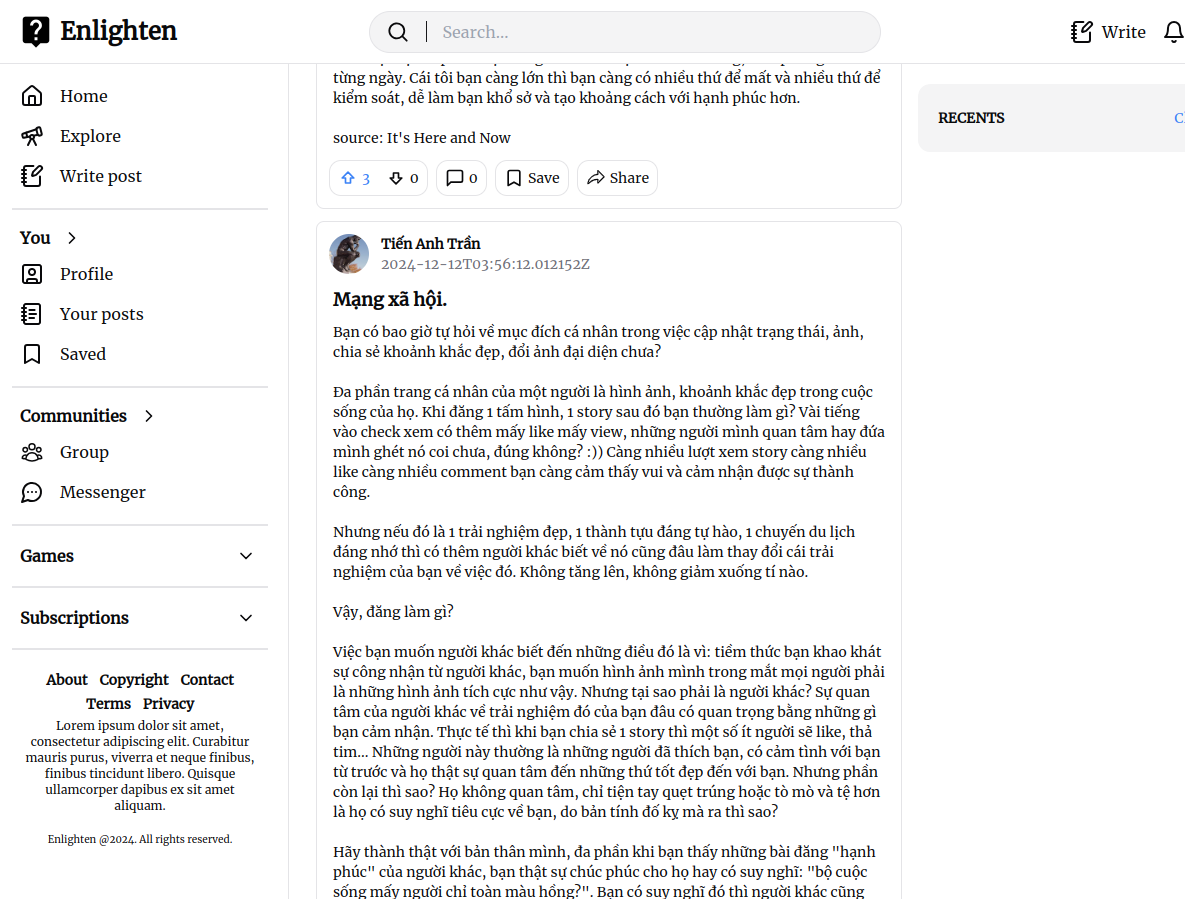 Enlighten
Search...
Write
Home
Explore
Write post
You
Profile
Your posts
Saved
Communities
Group
Messenger
Games
Subscriptions
About Copyright Contact
Terms Privacy
Lorem ipsum dolor sit amet,
consectetur adipiscing elit. Curabitur
mauris purus, viverra et neque finibus,
finibus tincidunt libero. Quisque
ullamcorper dapibus ex sit amet
aliquam.
Enlighten @2024. All rights reserved.
từng ngày. Cái tôi bạn càng lớn thì bạn càng có nhiều thứ để mất và nhiều thứ để
kiểm soát, dễ làm bạn khổ sở và tạo khoảng cách với hạnh phúc hơn.
source: It's Here and Now
3 0 0 Save Share
Tiến Anh Trần
2024-12-12T03:56:12.012152Z
Mạng xã hội.
Bạn có bao giờ tự hỏi về mục đích cá nhân trong việc cập nhật trạng thái, ảnh,
chia sẻ khoảnh khắc đẹp, đổi ảnh đại diện chưa?
Đa phần trang cá nhân của một người là hình ảnh, khoảnh khắc đẹp trong cuộc
sống của họ. Khi đăng 1 tấm hình, 1 story sau đó bạn thường làm gì? Vài tiếng
vào check xem có thêm mấy like mấy view, những người mình quan tâm hay đứa
mình ghét nó coi chưa, đúng không? :)) Càng nhiều lượt xem story càng nhiều
like càng nhiều comment bạn càng cảm thấy vui và cảm nhận được sự thành
công.
Nhưng nếu đó là 1 trải nghiệm đẹp, 1 thành tựu đáng tự hào, 1 chuyến du lịch
đáng nhớ thì có thêm người khác biết về nó cũng đâu làm thay đổi cái trải
nghiệm của bạn về việc đó. Không tăng lên, không giảm xuống tí nào.
Vậy, đăng làm gì?
Việc bạn muốn người khác biết đến những điều đó là vì: tiềm thức bạn khao khát
sự công nhận từ người khác, bạn muốn hình ảnh mình trong mắt mọi người phải
là những hình ảnh tích cực như vậy. Nhưng tại sao phải là người khác? Sự quan
tâm của người khác về trải nghiệm đó của bạn đâu có quan trọng bằng những gì
bạn cảm nhận. Thực tế thì khi bạn chia sẻ 1 story thì một số ít người sẽ like, thả
tim... Những người này thường là những người đã thích bạn, có cảm tình với bạn
từ trước và họ thật sự quan tâm đến những thứ tốt đẹp đến với bạn. Nhưng phần
còn lại thì sao? Họ không quan tâm, chỉ tiện tay quẹt trúng hoặc tò mò và tệ hơn
là họ có suy nghĩ tiêu cực về bạn, do bản tính đố kỵ mà ra thì sao?
Hãy thành thật với bản thân mình, đa phần khi bạn thấy những bài đăng "hạnh
phúc" của người khác, bạn thật sự chúc phúc cho họ hay có suy nghĩ: "bộ cuộc
sống mấy người chỉ toàn màu hồng?". Bạn có suy nghĩ đó thì người khác cũng
RECENTS